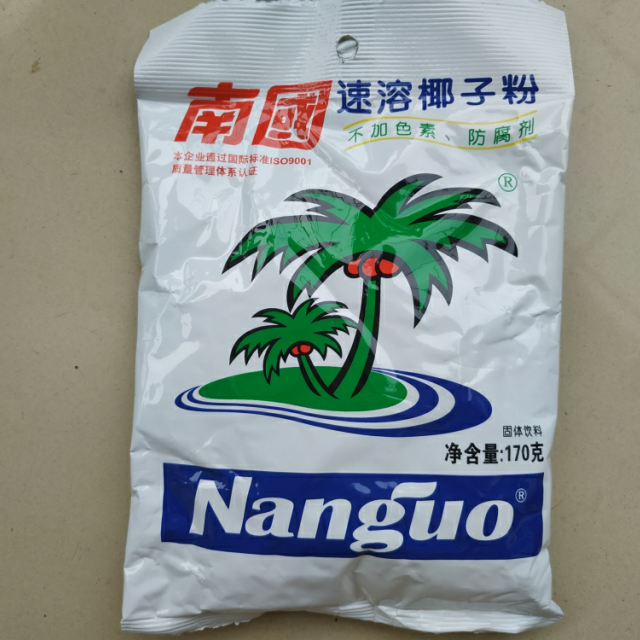 南國
速溶椰子粉
不加色素、防腐剂
本企业通过国际标准ISO9001
质量管理体系认证
®
固体饮料
净含量:170克
Nanguo®